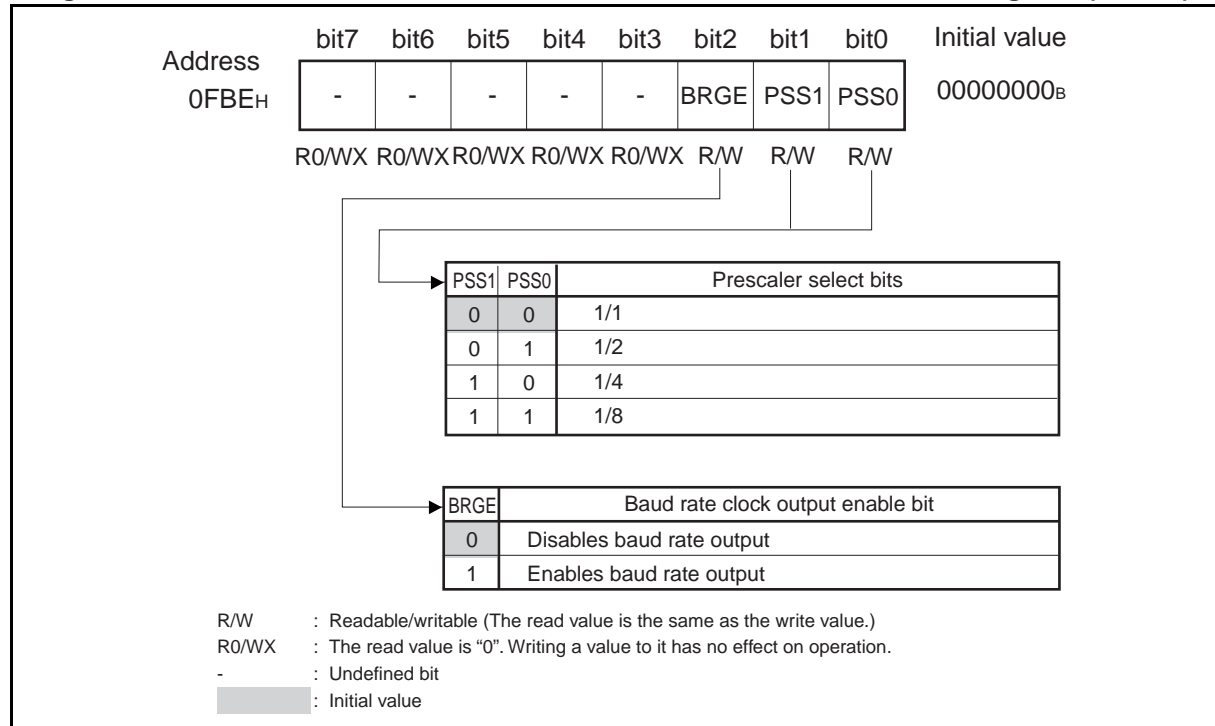 bit7 bit6 bit5 bit4 bit3 bit2 bit1 bit0 Initial value
Address
0FBEH - - - - - BRGE PSS1 PSS0 00000000B
R0/WX R0/WX R0/WX R0/WX R0/WX R/W R/W R/W
PSS1 PSS0 Prescaler select bits
0 0 1/1
0 1 1/2
1 0 1/4
1 1 1/8
BRGE Baud rate clock output enable bit
0 Disables baud rate output
1 Enables baud rate output
R/W : Readable/writable (The read value is the same as the write value.)
R0/WX : The read value is “0”. Writing a value to it has no effect on operation.
- : Undefined bit
: Initial value